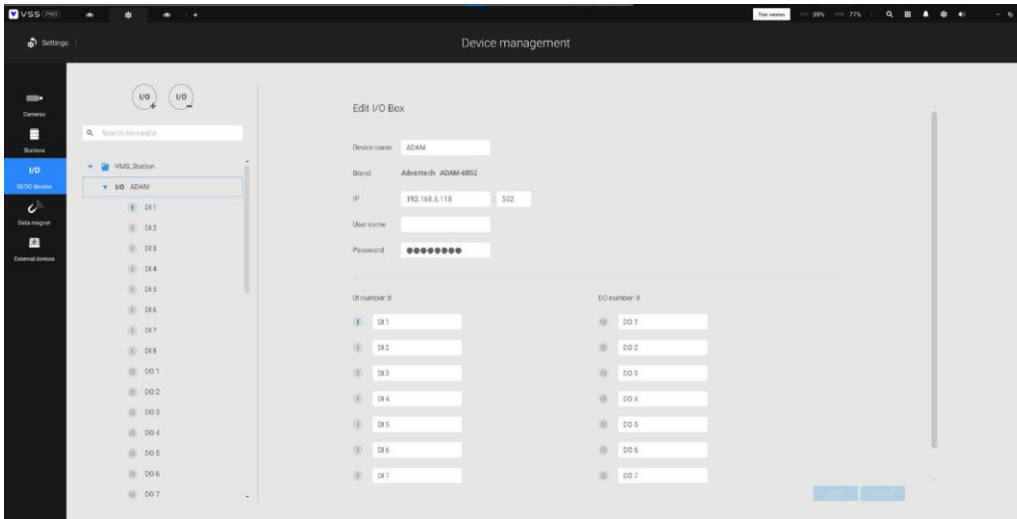 VSS PRO
Trial version
39%
77%
Settings
Device management
Cameras
Stations
I/O
DI/DO devices
Data magnet
External devices
I/O
I/O
Search device(s)
VMS_Station
I/O ADAM
DI 1
DI 2
DI 3
DI 4
DI 5
DI 6
DI 7
DI 8
DO 1
DO 2
DO 3
DO 4
DO 5
DO 6
DO 7
Edit I/O Box
Device name ADAM
Brand Advantech ADAM-6052
IP 192.168.6.118 : 502
User name
Password
DI number: 8 DO number: 8
DI 1 DO 1
DI 2 DO 2
DI 3 DO 3
DI 4 DO 4
DI 5 DO 5
DI 6 DO 6
DI 7 DO 7
Apply Cancel